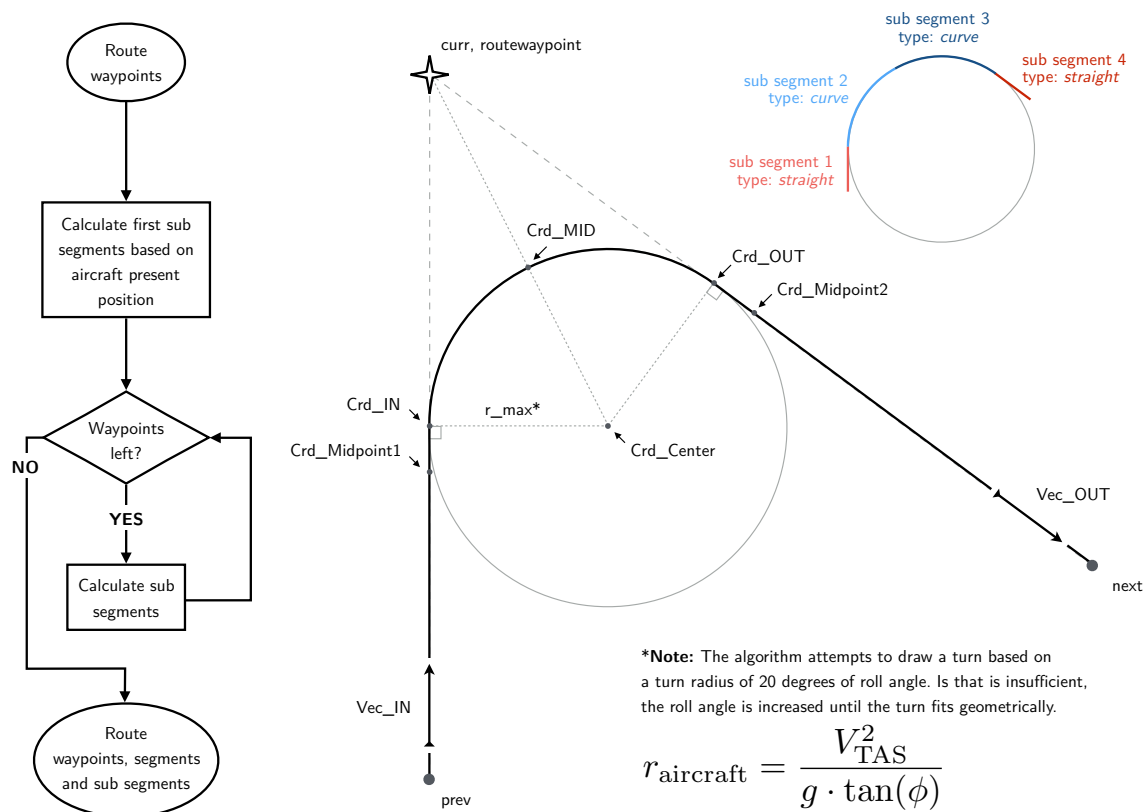 Route
waypoints
Calculate first sub
segments based on
aircraft present
position
Waypoints
left?
NO
YES
Calculate sub
segments
Route
waypoints, segments
and sub segments
curr, routewaypoint
Crd_MID
Crd_OUT
Crd_Midpoint2
Crd_IN
r_max*
Crd_Midpoint1
Crd_Center
Vec_OUT
next
Vec_IN
prev
sub segment 3
type: curve
sub segment 4
type: straight
sub segment 2
type: curve
sub segment 1
type: straight
*Note: The algorithm attempts to draw a turn based on
a turn radius of 20 degrees of roll angle. Is that is insufficient,
the roll angle is increased until the turn fits geometrically.
r_aircraft = V_TAS^2 / (g · tan(ϕ))